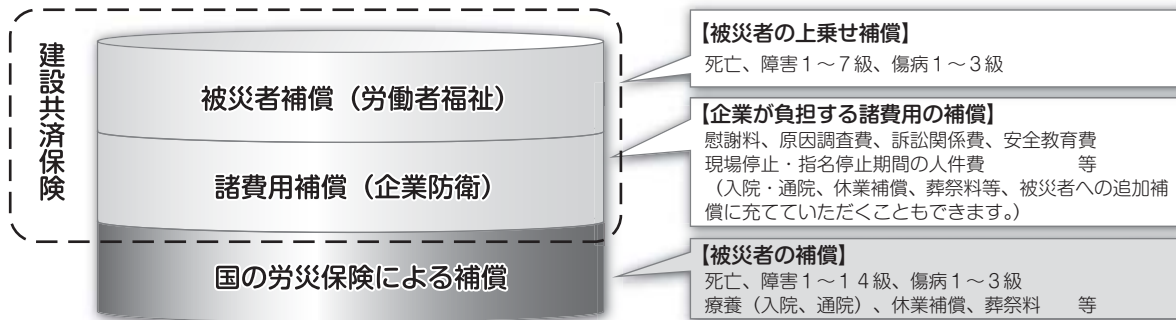 建設共済保険
被災者補償（労働者福祉）
諸費用補償（企業防衛）
国の労災保険による補償
【被災者の上乗せ補償】
死亡、障害１～７級、傷病１～３級
【企業が負担する諸費用の補償】
慰謝料、原因調査費、訴訟関係費、安全教育費
現場停止・指名停止期間の人件費　　　　等
（入院・通院、休業補償、葬祭料等、被災者への追加補
償に充てていただくこともできます。）
【被災者の補償】
死亡、障害１～１４級、傷病１～３級
療養（入院、通院）、休業補償、葬祭料　　等